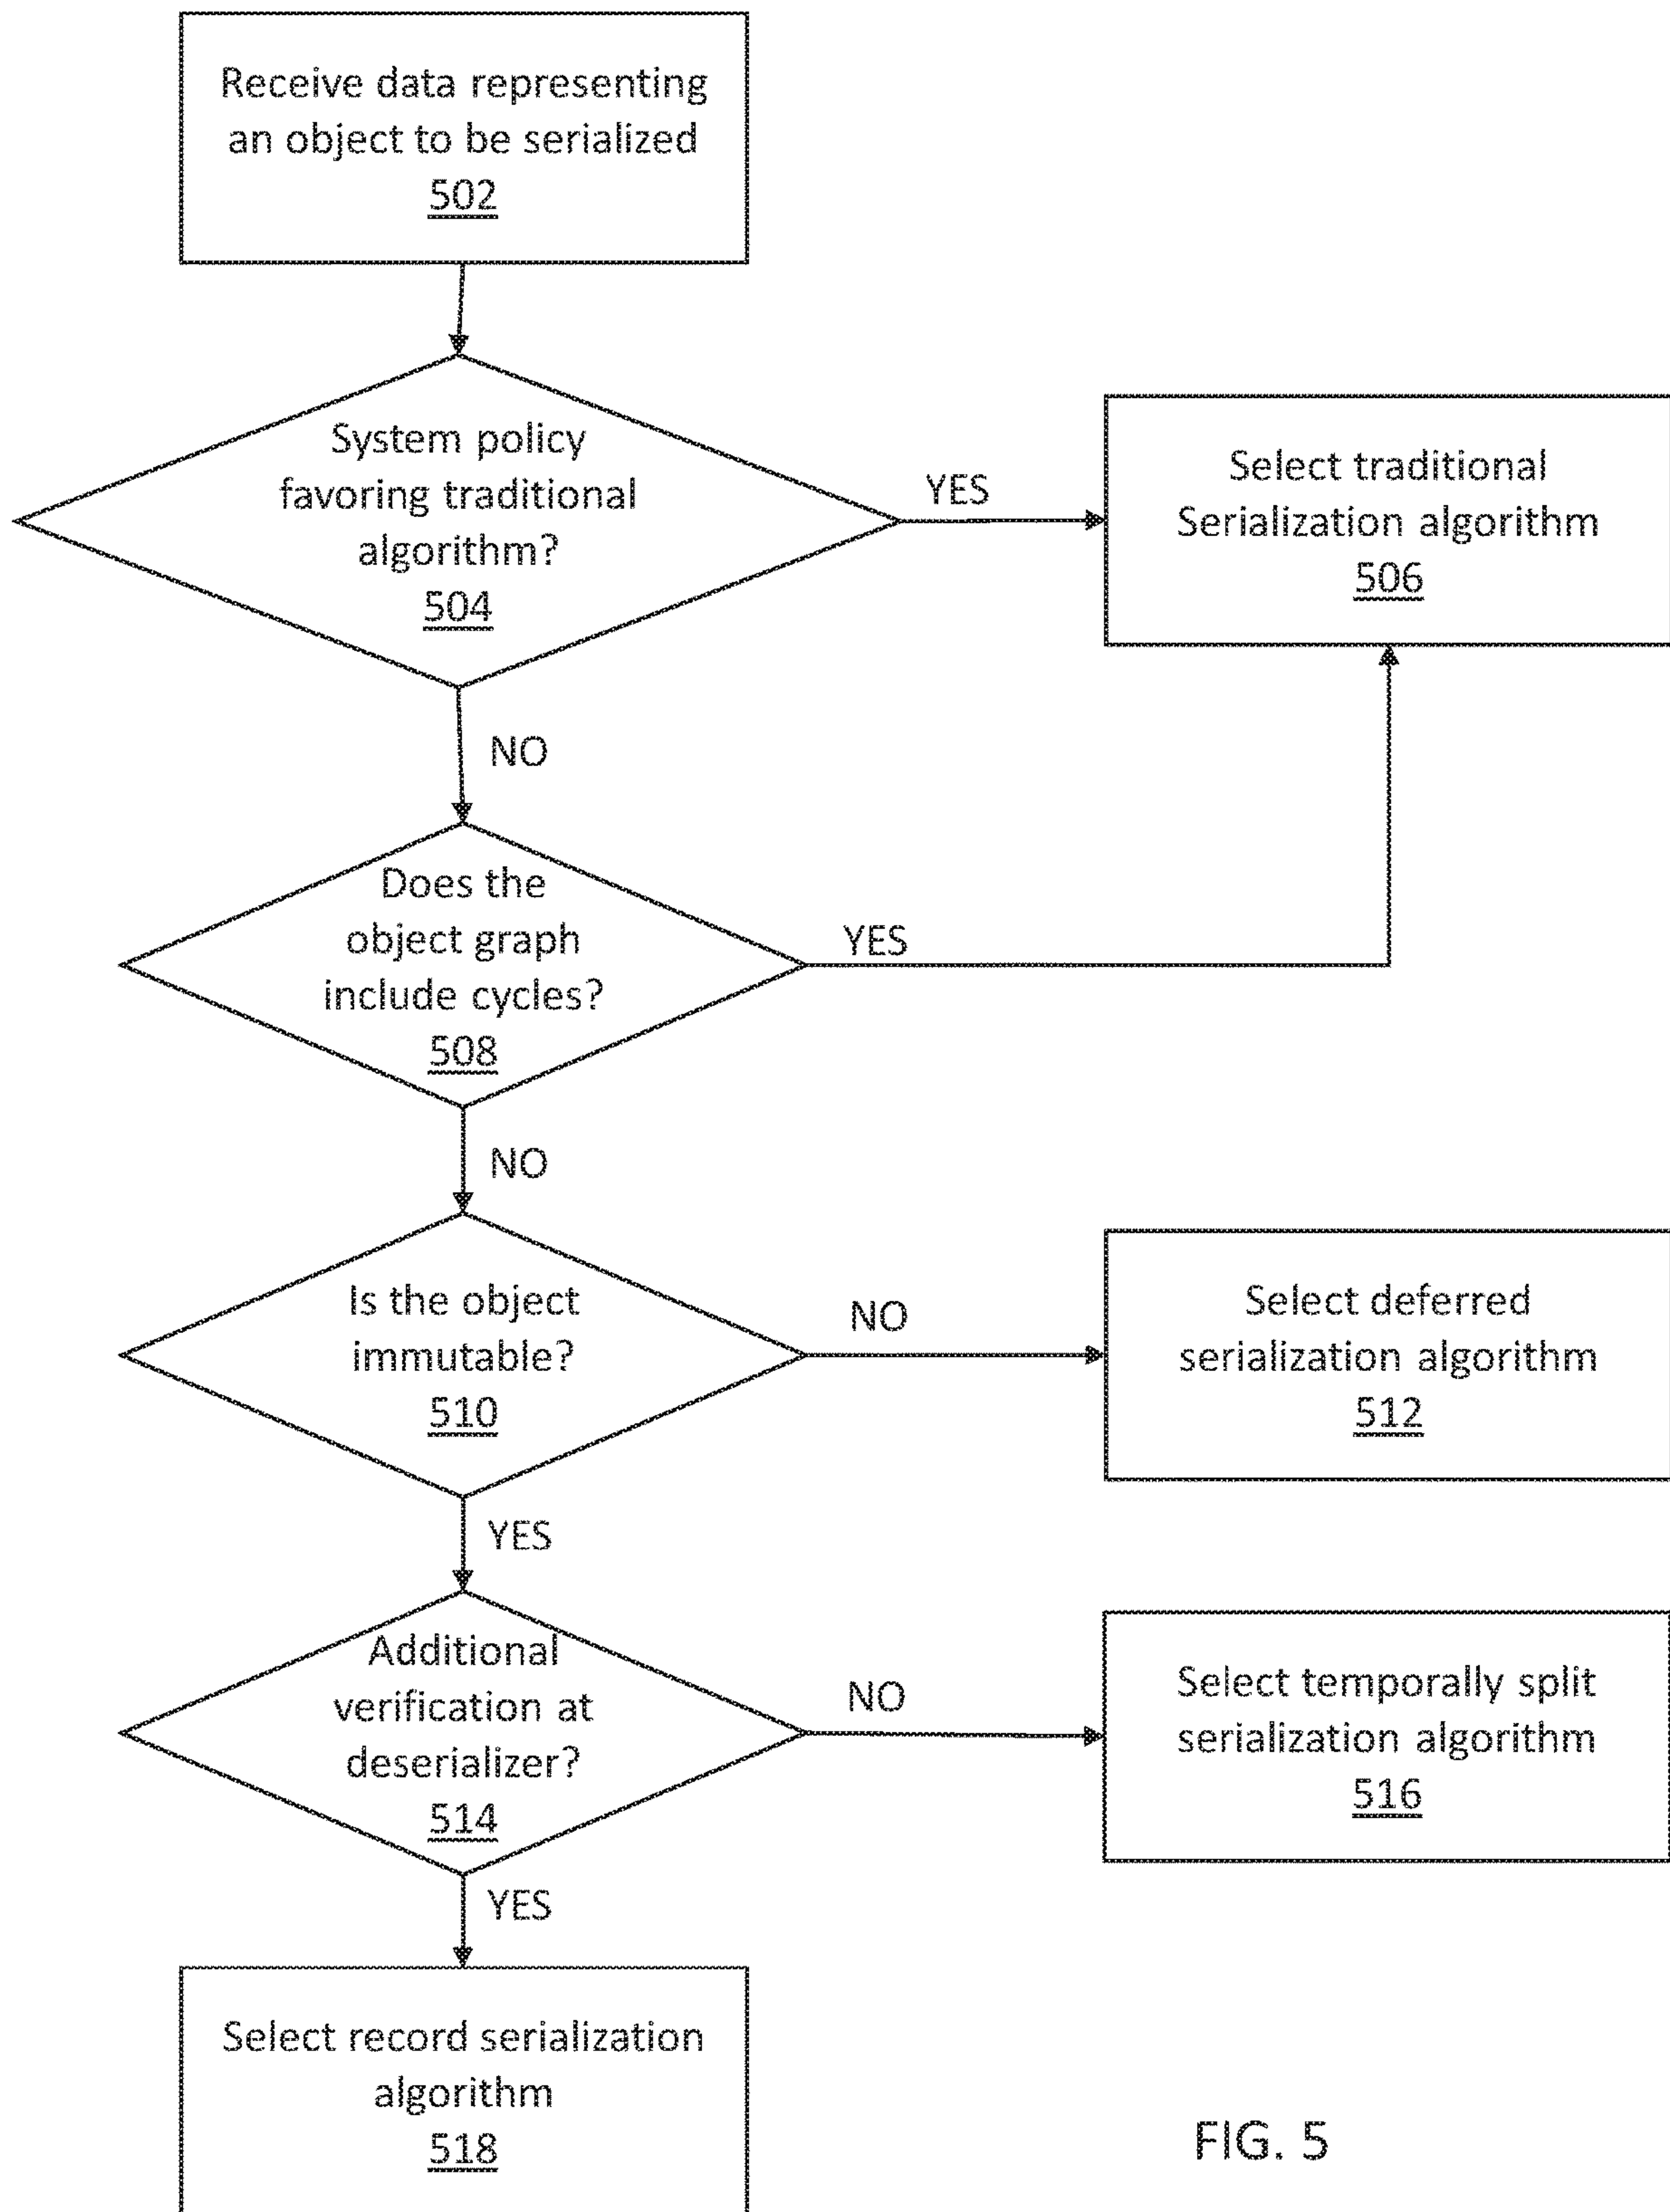 Receive data representing
an object to be serialized
502
System policy
favoring traditional
algorithm?
504
YES
Select traditional
Serialization algorithm
506
NO
Does the
object graph
include cycles?
508
YES
NO
Is the object
immutable?
510
NO
Select deferred
serialization algorithm
512
YES
Additional
verification at
deserializer?
514
NO
Select temporally split
serialization algorithm
516
YES
Select record serialization
algorithm
518
FIG. 5